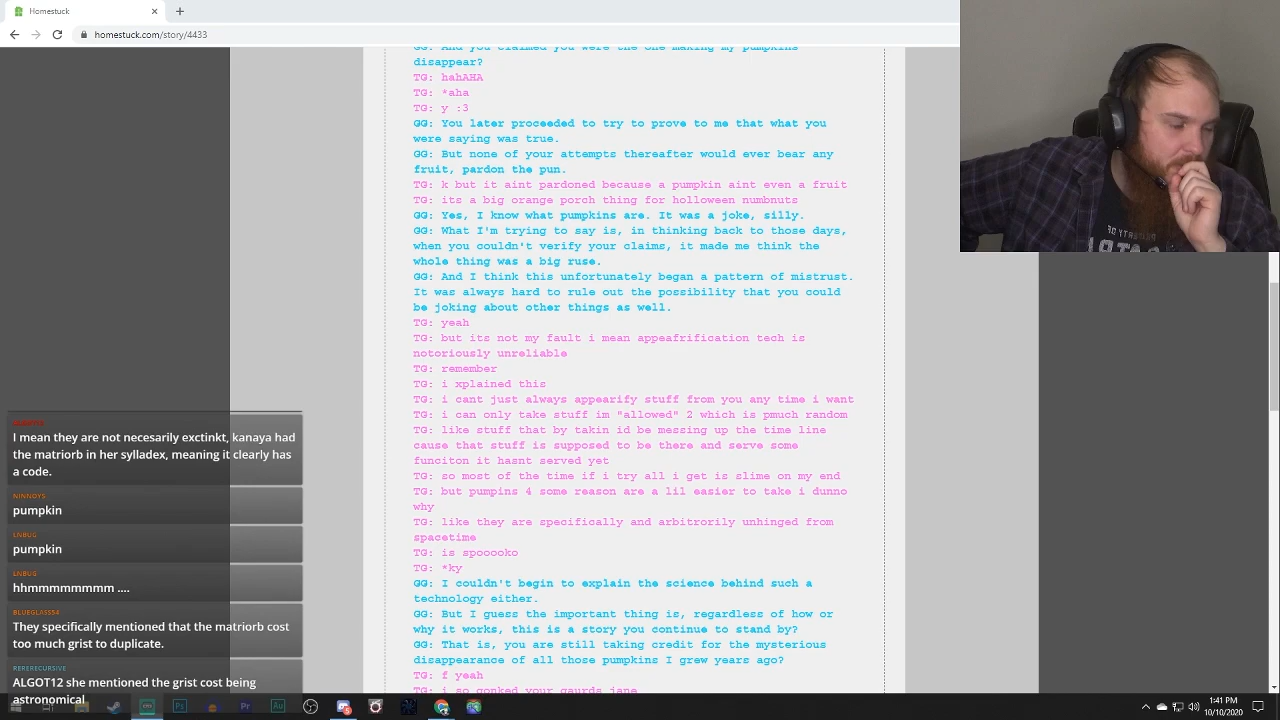 Homestuck
homestuck.com/story/4433
GG: And you claimed you were the one making my pumpkins
disappear?
TG: hahAHA
TG: *aha
TG: y :3
GG: You later proceeded to try to prove to me that what you
were saying was true.
GG: But none of your attempts thereafter would ever bear any
fruit, pardon the pun.
TG: k but it aint pardoned because a pumpkin aint even a fruit
TG: its a big orange porch thing for holloween numbnuts
GG: Yes, I know what pumpkins are. It was a joke, silly.
GG: What I'm trying to say is, in thinking back to those days,
when you couldn't verify your claims, it made me think the
whole thing was a big ruse.
GG: And I think this unfortunately began a pattern of mistrust.
It was always hard to rule out the possibility that you could
be joking about other things as well.
TG: yeah
TG: but its not my fault i mean appeafrification tech is
notoriously unreliable
TG: remember
TG: i xplained this
TG: i cant just always appearify stuff from you any time i want
TG: i can only take stuff im "allowed" 2 which is pmuch random
TG: like stuff that by takin id be messing up the time line
cause that stuff is supposed to be there and serve some
funciton it hasnt served yet
TG: so most of the time if i try all i get is slime on my end
TG: but pumpins 4 some reason are a lil easier to take i dunno
why
TG: like they are specifically and arbitrorily unhinged from
spacetime
TG: is spooooko
TG: *ky
GG: I couldn't begin to explain the science behind such a
technology either.
GG: But I guess the important thing is, regardless of how or
why it works, this is a story you continue to stand by?
GG: That is, you are still taking credit for the mysterious
disappearance of all those pumpkins I grew years ago?
TG: f yeah
TG: i so gonked your gaurds jane
I mean they are not necesarily exctinkt, kanaya had
the matriorb in her sylladex, meaning it clearly has
a code.
NINNOYS
pumpkin
LNBUG
pumpkin
LNBUG
hhmmmmmmmm ....
BLUEGLASS54
They specifically mentioned that the matriorb cost
too much grist to duplicate.
RERERECURSIVE
ALGOT12 she mentioned the grist cost being
astronomical
1:41 PM
10/10/2020